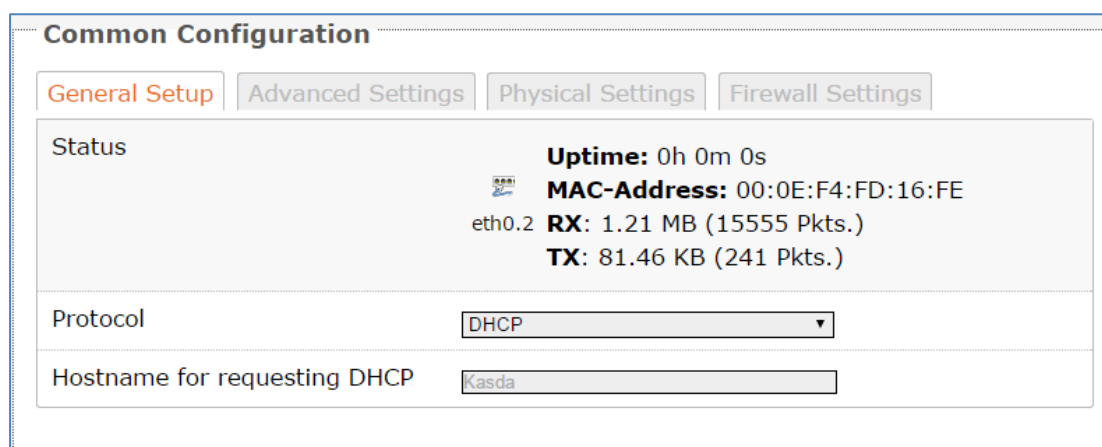 Common Configuration
General Setup Advanced Settings Physical Settings Firewall Settings
Status
Uptime: 0h 0m 0s
MAC-Address: 00:0E:F4:FD:16:FE
eth0.2 RX: 1.21 MB (15555 Pkts.)
TX: 81.46 KB (241 Pkts.)
Protocol DHCP
Hostname for requesting DHCP Kasda